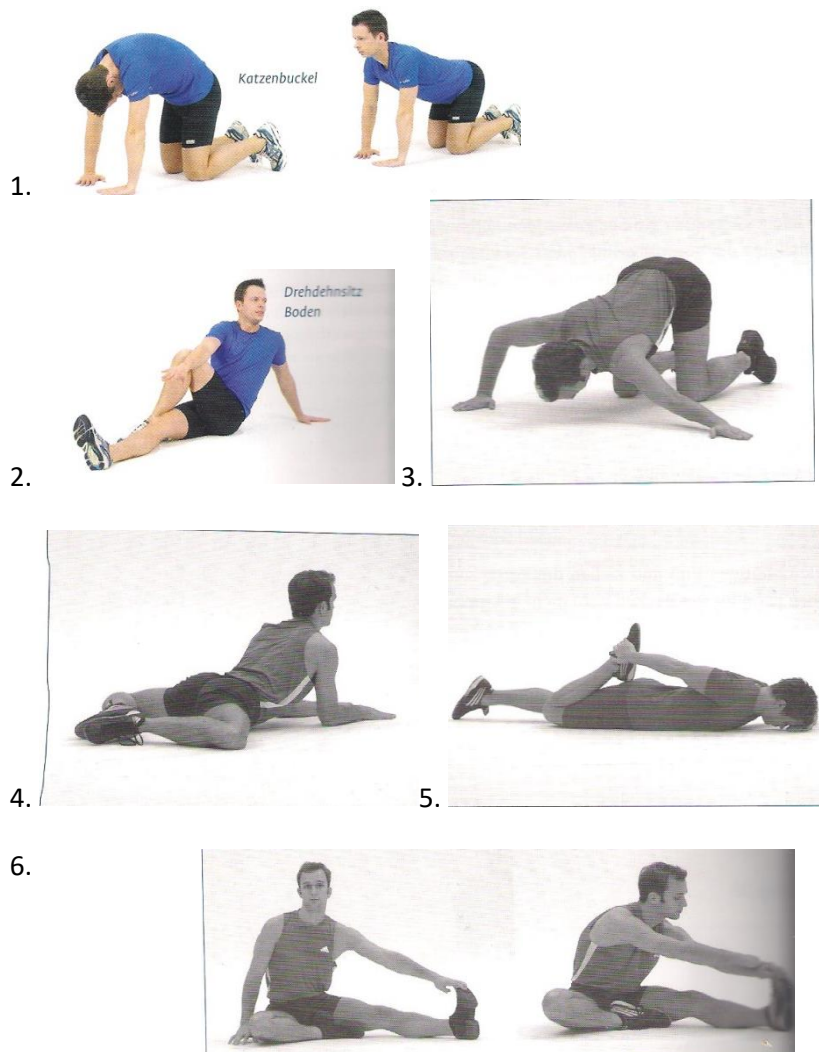 Katzenbuckel
1.
Drehdehnsitz
Boden
2.
3.
4.
5.
6.